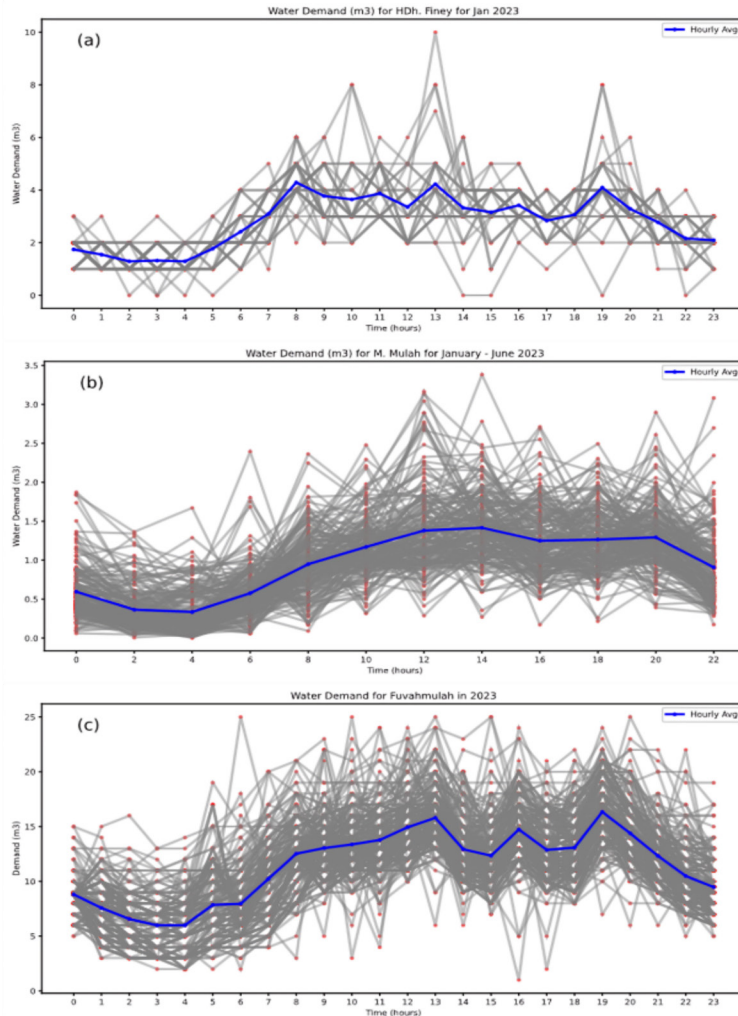 Water Demand (m3) for HDh. Finey for Jan 2023
(a)
Hourly Avg
10
8
6
4
2
0
Water Demand (m3)
0 1 2 3 4 5 6 7 8 9 10 11 12 13 14 15 16 17 18 19 20 21 22 23
Time (hours)
Water Demand (m3) for M. Mulah for January - June 2023
(b)
Hourly Avg
3.5
3.0
2.5
2.0
1.5
1.0
0.5
0.0
Water Demand (m3)
0 2 4 6 8 10 12 14 16 18 20 22
Time (hours)
Water Demand for Fuvahmulah in 2023
(c)
Hourly Avg
25
20
15
10
5
0
Demand (m3)
0 1 2 3 4 5 6 7 8 9 10 11 12 13 14 15 16 17 18 19 20 21 22 23
Time (hours)